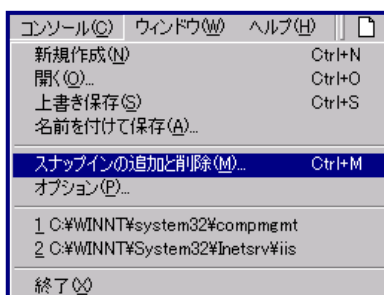 コンソール(C) ウィンドウ(W) ヘルプ(H)
新規作成(N) Ctrl+N
開く(O)... Ctrl+O
上書き保存(S) Ctrl+S
名前を付けて保存(A)...
スナップインの追加と削除(M)... Ctrl+M
オプション(P)...
1 C:¥WINNT¥system32¥compmgmt
2 C:¥WINNT¥System32¥Inetsrv¥iis
終了(X)